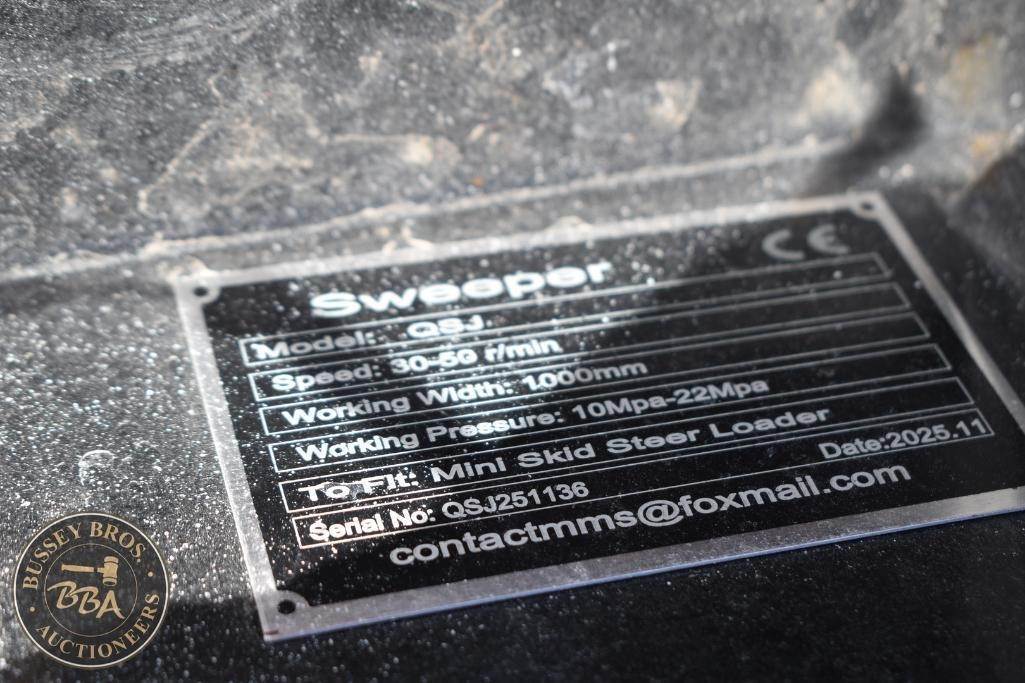 Sweeper CE
Model: QSJ
Speed: 30-50 r/min
Working Width: 1000mm
Working Pressure: 10Mpa-22Mpa
To Fit: Mini Skid Steer Loader
Serial No: QSJ251136 Date:2025.11
contactmms@foxmail.com
BUSSEY BROS.
BBA
AUCTIONEERS